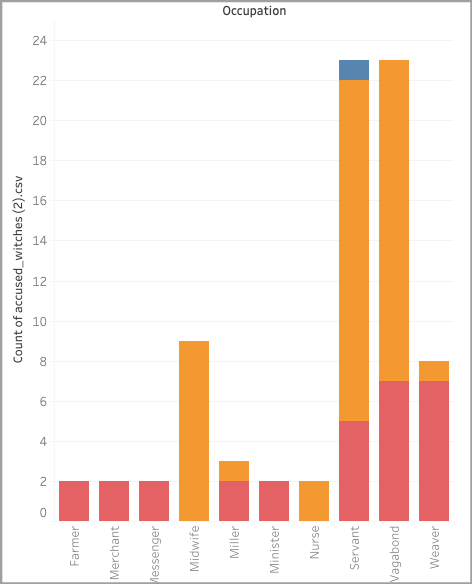 Occupation
Count of accused_witches (2).csv
24
22
20
18
16
14
12
10
8
6
4
2
0
Farmer
Merchant
Messenger
Midwife
Miller
Minister
Nurse
Servant
Vagabond
Weaver